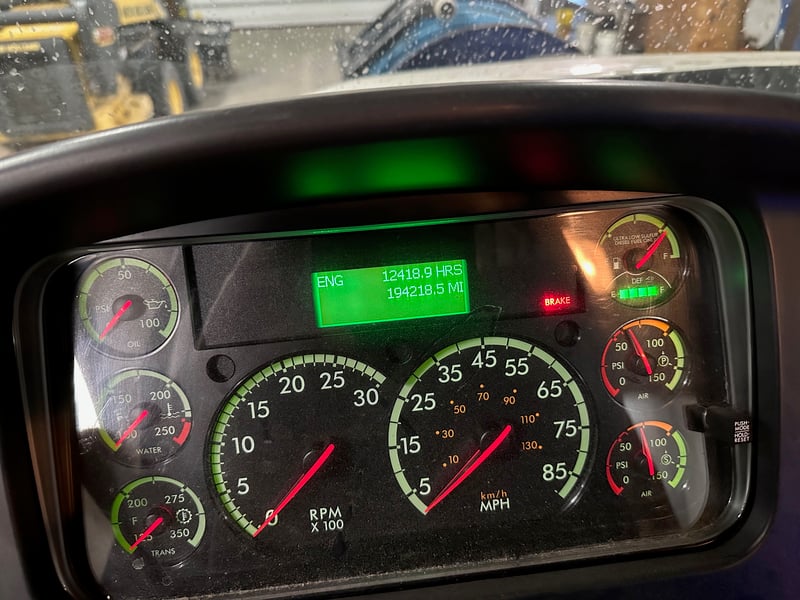 ENG 12418.9 HRS
194218.5 MI
BRAKE
50
PSI
100
OIL
150 200
F
100 250
WATER
200 275
F
125 350
TRANS
0 5 10 15 20 25 30
RPM
X 100
5 15 25 35 45 55 65 75 85
10 30 50 70 90 110 130
km/h
MPH
ULTRA LOW SULFUR
DIESEL FUEL ONLY
F
DEF
E F
50 100
PSI P
0 150
AIR
50 100
PSI S
0 150
AIR
PUSH-
MODE
HOLD-
RESET